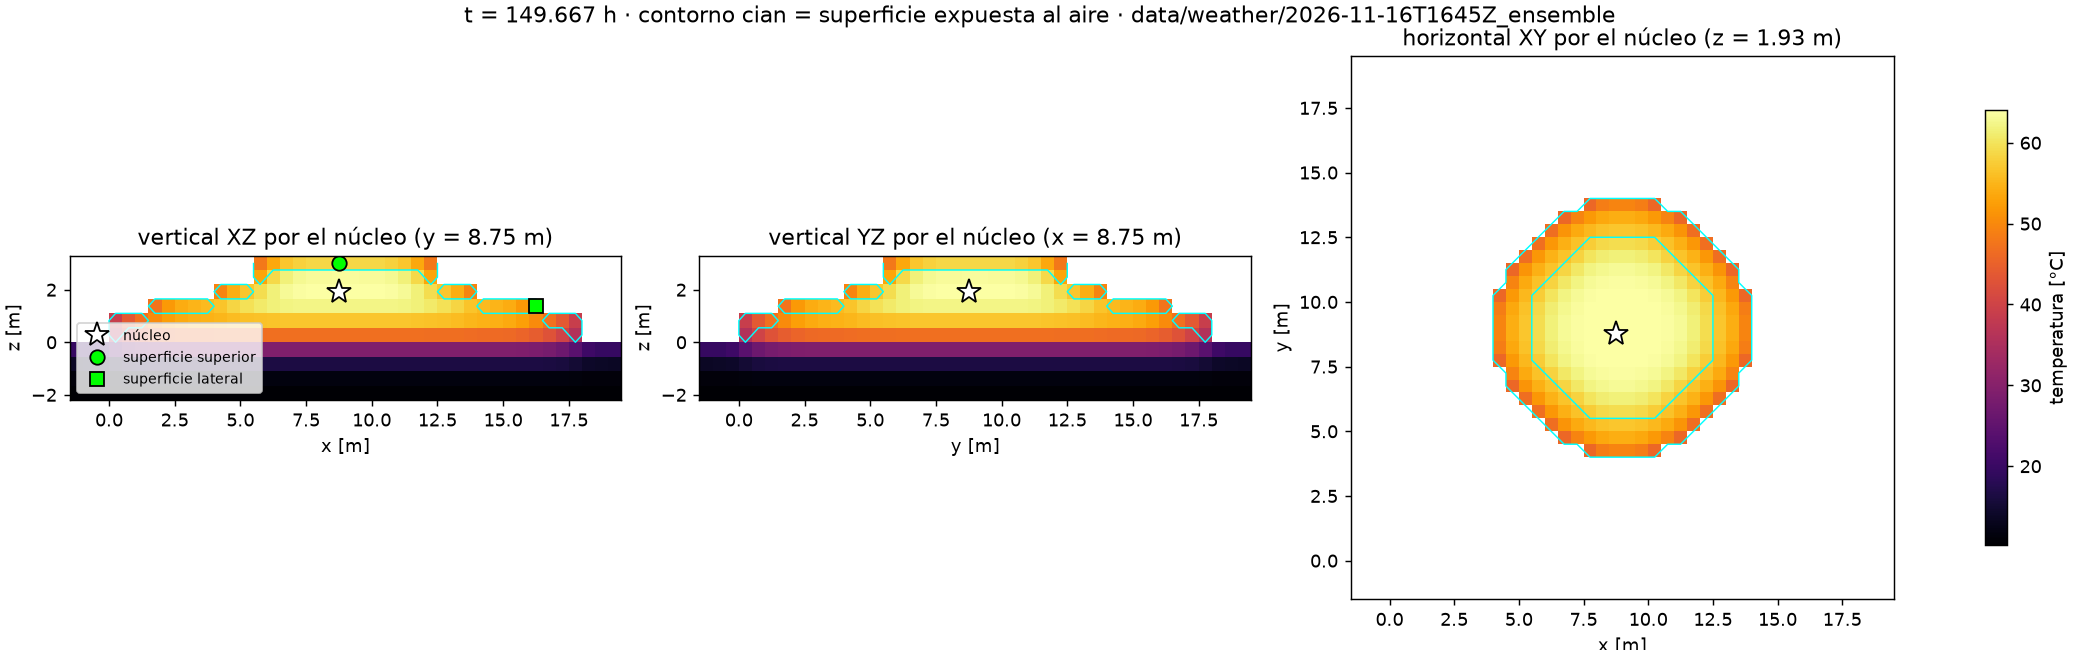 t = 149.667 h · contorno cian = superficie expuesta al aire · data/weather/2026-11-16T1645Z_ensemble
vertical XZ por el núcleo (y = 8.75 m)
z [m]
2
0
−2
núcleo
superficie superior
superficie lateral
0.0 2.5 5.0 7.5 10.0 12.5 15.0 17.5
x [m]
vertical YZ por el núcleo (x = 8.75 m)
z [m]
2
0
−2
0.0 2.5 5.0 7.5 10.0 12.5 15.0 17.5
y [m]
horizontal XY por el núcleo (z = 1.93 m)
y [m]
17.5
15.0
12.5
10.0
7.5
5.0
2.5
0.0
0.0 2.5 5.0 7.5 10.0 12.5 15.0 17.5
x [m]
60
50
40
30
20
temperatura [°C]